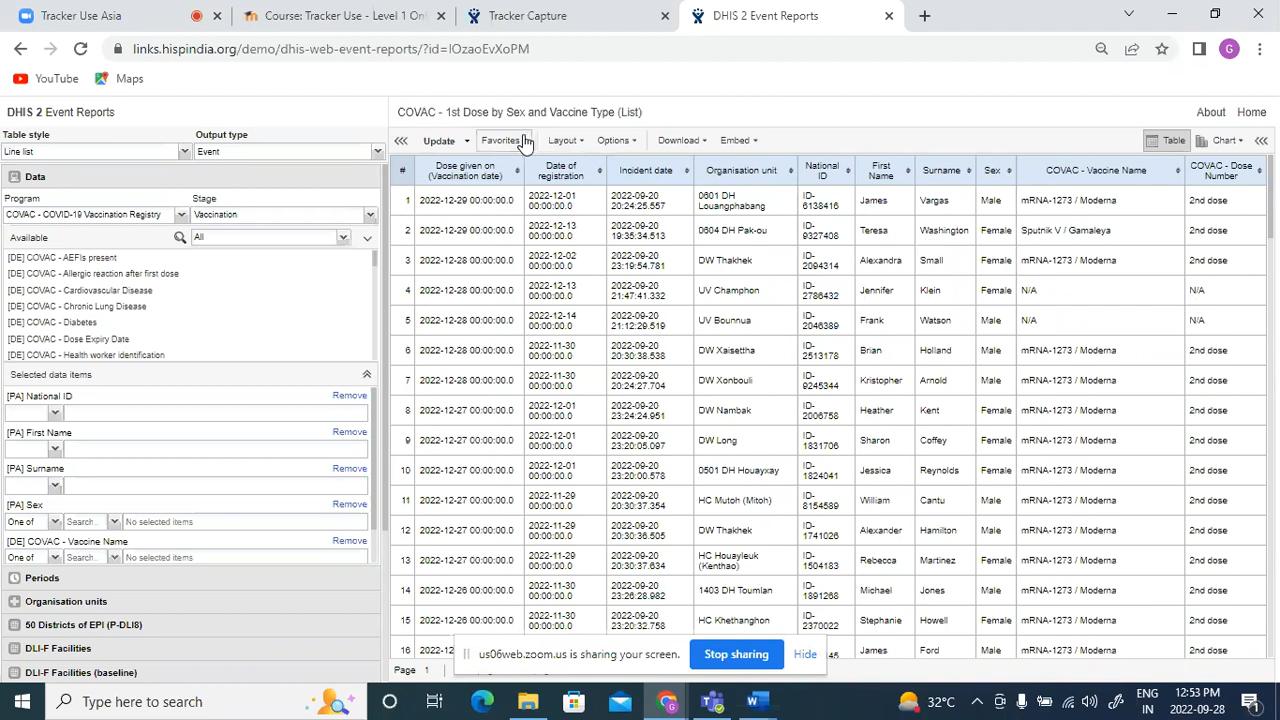 Tracker Use Asia
Course: Tracker Use - Level 1 Onl
Tracker Capture
DHIS 2 Event Reports
links.hispindia.org/demo/dhis-web-event-reports/?id=IOzaoEvXoPM
G
YouTube
Maps
DHIS 2 Event Reports
COVAC - 1st Dose by Sex and Vaccine Type (List)
About Home
Table style Output type
Line list Event
Update Favorites Layout Options Download Embed Table Chart
Data
Program Stage
COVAC - COVID-19 Vaccination Registry Vaccination
Available All
[DE] COVAC - AEFIs present
[DE] COVAC - Allergic reaction after first dose
[DE] COVAC - Cardiovascular Disease
[DE] COVAC - Chronic Lung Disease
[DE] COVAC - Diabetes
[DE] COVAC - Dose Expiry Date
[DE] COVAC - Health worker identification
Selected data items
[PA] National ID Remove
[PA] First Name Remove
[PA] Surname Remove
[PA] Sex Remove
One of Search.. No selected items
[DE] COVAC - Vaccine Name Remove
One of Search.. No selected items
Periods
Organisation units
50 Districts of EPI (P-DLI8)
DLI-F Facilities
DLI-F Facilities (baseline)
# Dose given on (Vaccination date) Date of registration Incident date Organisation unit National ID First Name Surname Sex COVAC - Vaccine Name COVAC - Dose Number
1 2022-12-29 00:00:00.0 2022-12-01 00:00:00.0 2022-09-20 20:24:25.557 0601 DH Louangphabang ID-6138416 James Vargas Male mRNA-1273 / Moderna 2nd dose
2 2022-12-29 00:00:00.0 2022-12-13 00:00:00.0 2022-09-20 19:35:34.513 0604 DH Pak-ou ID-9327408 Teresa Washington Female Sputnik V / Gamaleya 2nd dose
3 2022-12-28 00:00:00.0 2022-12-02 00:00:00.0 2022-09-20 23:19:54.781 DW Thakhek ID-2094314 Alexandra Small Female mRNA-1273 / Moderna 2nd dose
4 2022-12-28 00:00:00.0 2022-12-13 00:00:00.0 2022-09-20 21:47:41.332 UV Champhon ID-2786432 Jennifer Klein Female N/A N/A
5 2022-12-28 00:00:00.0 2022-12-14 00:00:00.0 2022-09-20 21:12:29.519 UV Bounnua ID-2046389 Frank Watson Male N/A N/A
6 2022-12-28 00:00:00.0 2022-11-30 00:00:00.0 2022-09-20 20:30:38.538 DW Xaisettha ID-2513178 Brian Holland Male mRNA-1273 / Moderna 2nd dose
7 2022-12-28 00:00:00.0 2022-11-30 00:00:00.0 2022-09-20 20:24:27.704 DW Xonbouli ID-9245344 Kristopher Arnold Male mRNA-1273 / Moderna 2nd dose
8 2022-12-27 00:00:00.0 2022-12-01 00:00:00.0 2022-09-20 23:24:24.951 DW Nambak ID-2006758 Heather Kent Female mRNA-1273 / Moderna 2nd dose
9 2022-12-27 00:00:00.0 2022-12-01 00:00:00.0 2022-09-20 23:20:05.097 DW Long ID-1831706 Sharon Coffey Female mRNA-1273 / Moderna 2nd dose
10 2022-12-27 00:00:00.0 2022-12-01 00:00:00.0 2022-09-20 23:20:00.578 0501 DH Houayxay ID-1824041 Jessica Reynolds Female mRNA-1273 / Moderna 2nd dose
11 2022-12-27 00:00:00.0 2022-11-29 00:00:00.0 2022-09-20 20:30:37.354 HC Mutoh (Mitoh) ID-8154589 William Cantu Male mRNA-1273 / Moderna 2nd dose
12 2022-12-27 00:00:00.0 2022-11-29 00:00:00.0 2022-09-20 20:30:36.505 DW Thakhek ID-1741026 Alexander Hamilton Male mRNA-1273 / Moderna 2nd dose
13 2022-12-27 00:00:00.0 2022-11-29 00:00:00.0 2022-09-20 20:30:37.634 HC Houayleuk (Kenthao) ID-1504183 Rebecca Martinez Female mRNA-1273 / Moderna 2nd dose
14 2022-12-27 00:00:00.0 2022-11-30 00:00:00.0 2022-09-20 23:26:28.982 1403 DH Toumlan ID-1891268 Michael Jones Male mRNA-1273 / Moderna 2nd dose
15 2022-12-27 00:00:00.0 2022-11-30 00:00:00.0 2022-09-20 23:20:32.758 HC Khethanghon ID-2370022 Stephanie Howell Female mRNA-1273 / Moderna 2nd dose
16 James Ford Male mRNA-1273 / Moderna 2nd dose
us06web.zoom.us is sharing your screen. Stop sharing Hide
Page 1
Type here to search
32°C
ENG IN
12:53 PM
2022-09-28
1